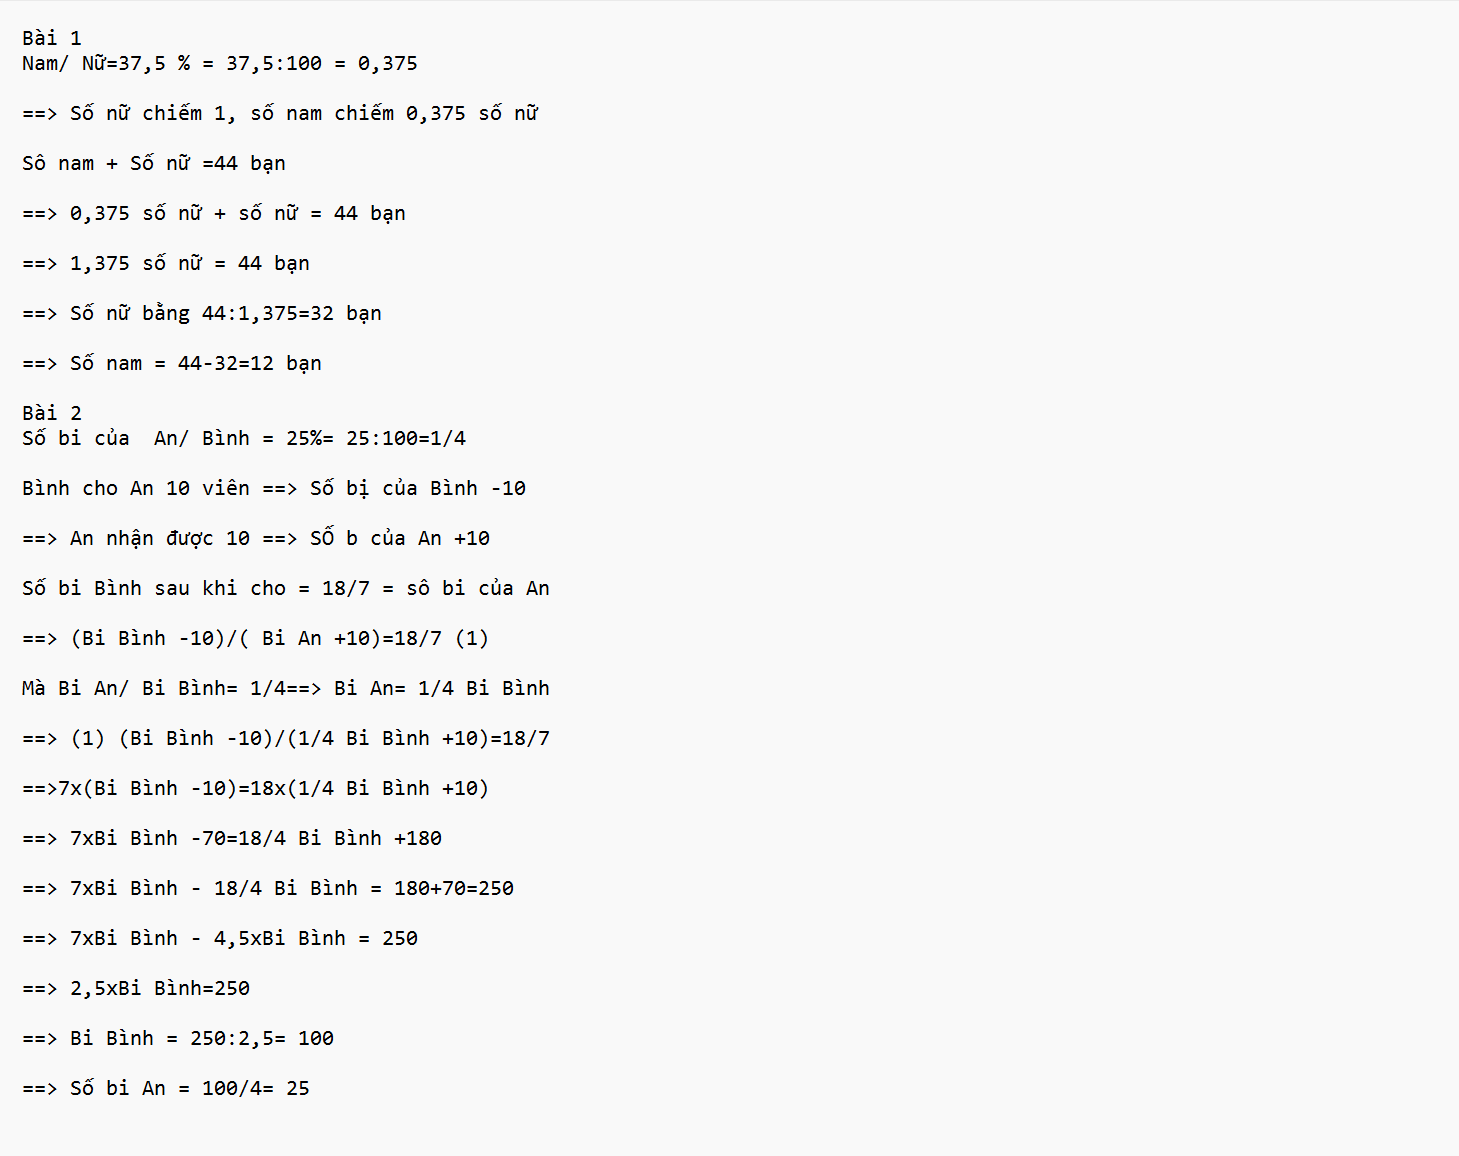 Bài 1
Nam/ Nữ=37,5 % = 37,5:100 = 0,375
==> Số nữ chiếm 1, số nam chiếm 0,375 số nữ
Sô nam + Số nữ =44 bạn
==> 0,375 số nữ + số nữ = 44 bạn
==> 1,375 số nữ = 44 bạn
==> Số nữ bằng 44:1,375=32 bạn
==> Số nam = 44-32=12 bạn
Bài 2
Số bi của  An/ Bình = 25%= 25:100=1/4
Bình cho An 10 viên ==> Số bị của Bình -10
==> An nhận được 10 ==> SỐ b của An +10
Số bi Bình sau khi cho = 18/7 = sô bi của An
==> (Bi Bình -10)/( Bi An +10)=18/7 (1)
Mà Bi An/ Bi Bình= 1/4==> Bi An= 1/4 Bi Bình
==> (1) (Bi Bình -10)/(1/4 Bi Bình +10)=18/7
==>7x(Bi Bình -10)=18x(1/4 Bi Bình +10)
==> 7xBi Bình -70=18/4 Bi Bình +180
==> 7xBi Bình - 18/4 Bi Bình = 180+70=250
==> 7xBi Bình - 4,5xBi Bình = 250
==> 2,5xBi Bình=250
==> Bi Bình = 250:2,5= 100
==> Số bi An = 100/4= 25